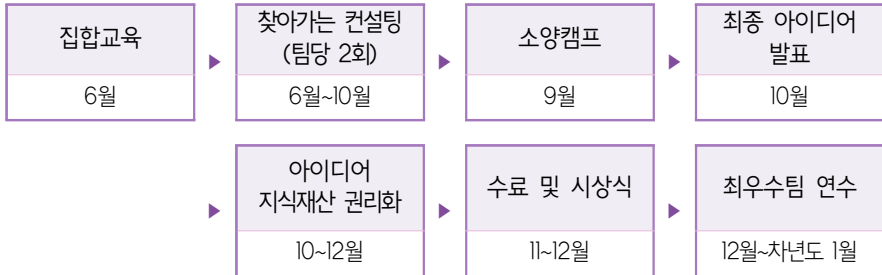 집합교육
6월
찾아가는 컨설팅
(팀당 2회)
6월~10월
소양캠프
9월
최종 아이디어
발표
10월
아이디어
지식재산 권리화
10~12월
수료 및 시상식
11~12월
최우수팀 연수
12월~차년도 1월